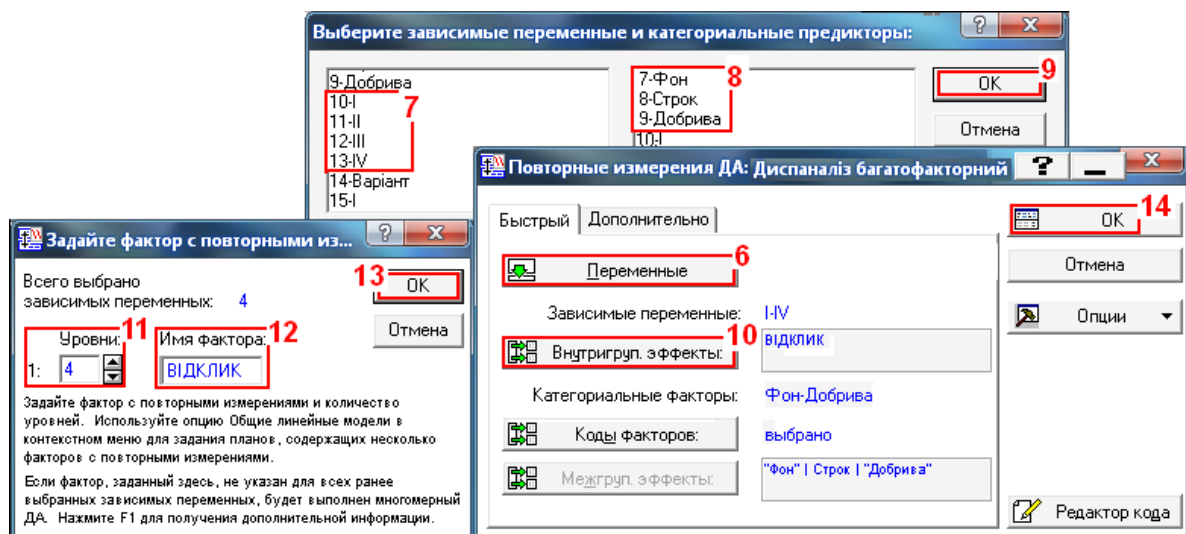 Выберите зависимые переменные и категориальные предикторы:
9-Добрива
10-I
11-II
12-III
13-IV
14-Варіант
15-I
7
7-Фон
8-Строк
9-Добрива
10-I
8
OK
9
Отмена
Повторные измерения ДА: Диспаналіз багатофакторний
Быстрый
Дополнительно
Переменные
6
Зависимые переменные:
I-IV
Внутригруп. эффекты:
10
ВІДКЛИК
Категориальные факторы:
Фон-Добрива
Коды факторов:
выбрано
Межгруп. эффекты:
"Фон" | Строк | "Добрива"
OK
14
Отмена
Опции
Редактор кода
Задайте фактор с повторными из...
Всего выбрано
зависимых переменных: 4
13
OK
Отмена
Уровни:
11
Имя фактора:
12
1: 4
ВІДКЛИК
Задайте фактор с повторными измерениями и количество
уровней. Используйте опцию Общие линейные модели в
контекстном меню для задания планов, содержащих несколько
факторов с повторными измерениями.
Если фактор, заданный здесь, не указан для всех ранее
выбранных зависимых переменных, будет выполнен многомерный
ДА. Нажмите F1 для получения дополнительной информации.